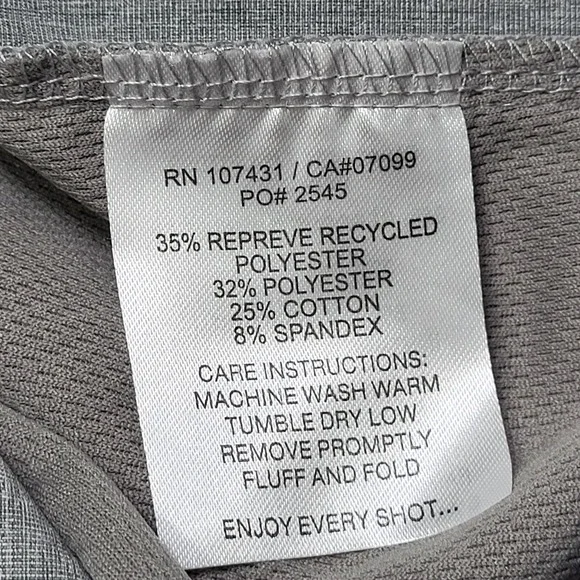 RN 107431 / CA#07099
PO# 2545
35% REPREVE RECYCLED
POLYESTER
32% POLYESTER
25% COTTON
8% SPANDEX
CARE INSTRUCTIONS:
MACHINE WASH WARM
TUMBLE DRY LOW
REMOVE PROMPTLY
FLUFF AND FOLD
ENJOY EVERY SHOT...